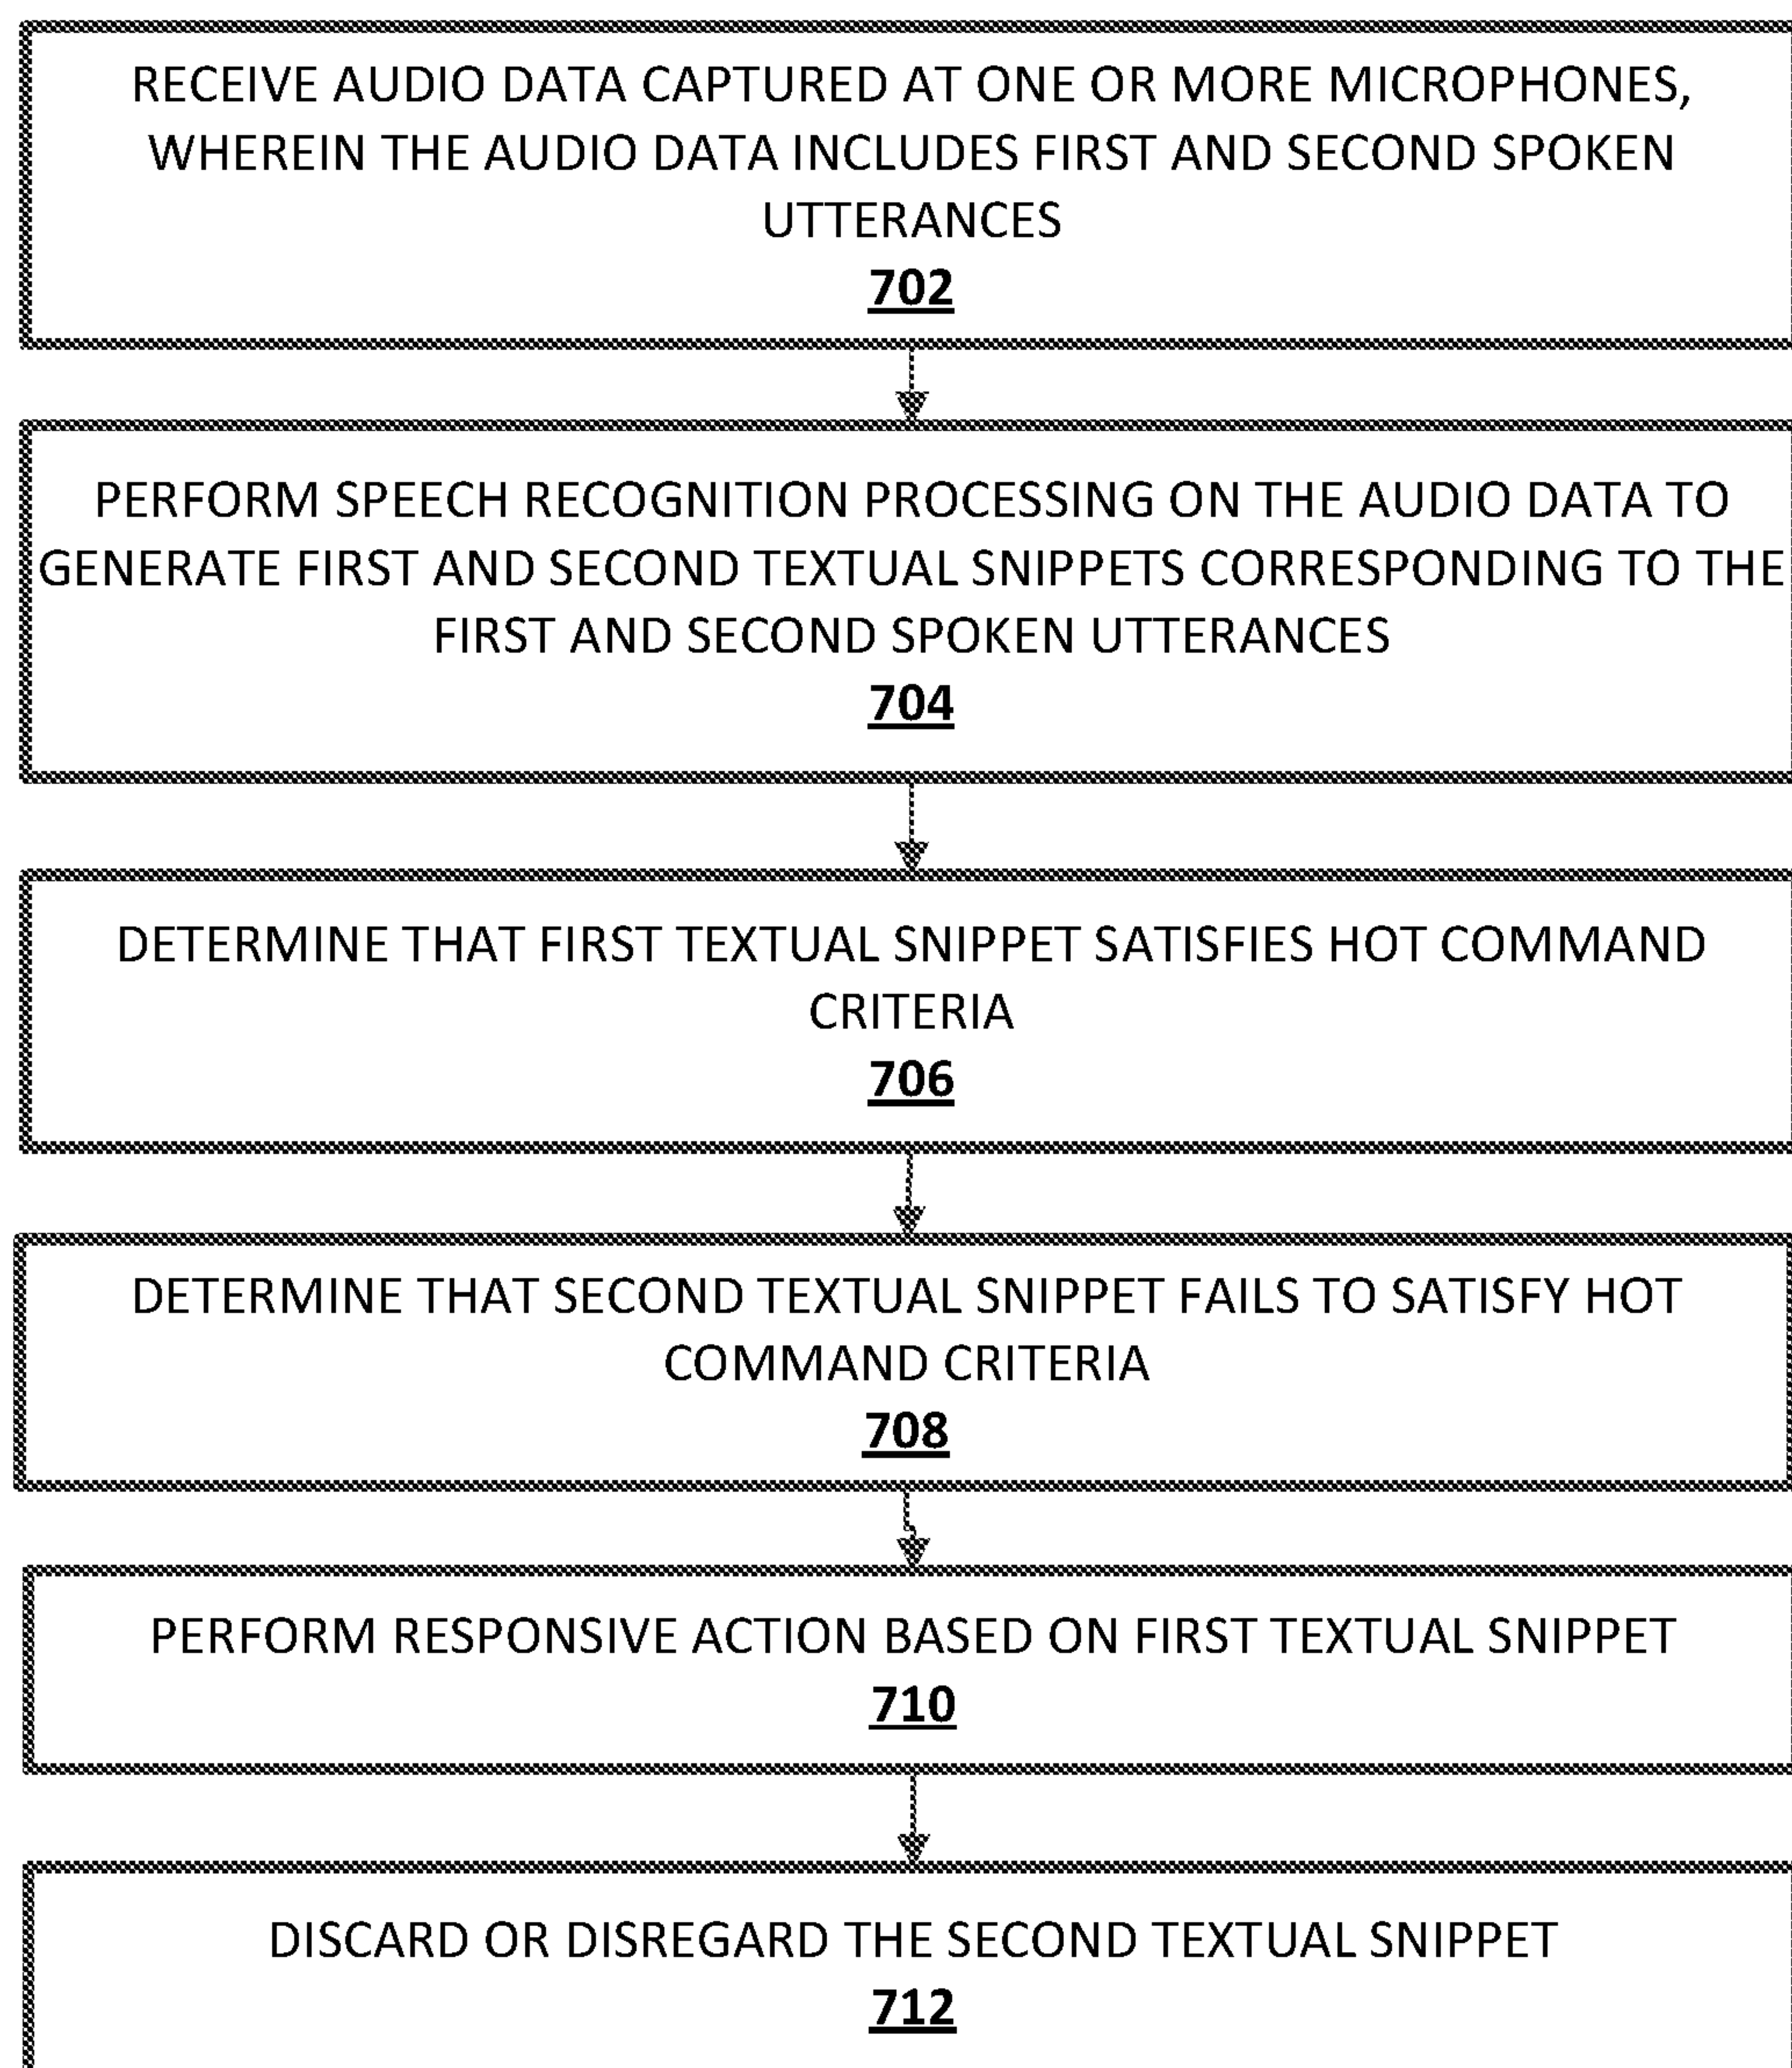 RECEIVE AUDIO DATA CAPTURED AT ONE OR MORE MICROPHONES,
WHEREIN THE AUDIO DATA INCLUDES FIRST AND SECOND SPOKEN
UTTERANCES
702
PERFORM SPEECH RECOGNITION PROCESSING ON THE AUDIO DATA TO
GENERATE FIRST AND SECOND TEXTUAL SNIPPETS CORRESPONDING TO THE
FIRST AND SECOND SPOKEN UTTERANCES
704
DETERMINE THAT FIRST TEXTUAL SNIPPET SATISFIES HOT COMMAND
CRITERIA
706
DETERMINE THAT SECOND TEXTUAL SNIPPET FAILS TO SATISFY HOT
COMMAND CRITERIA
708
PERFORM RESPONSIVE ACTION BASED ON FIRST TEXTUAL SNIPPET
710
DISCARD OR DISREGARD THE SECOND TEXTUAL SNIPPET
712